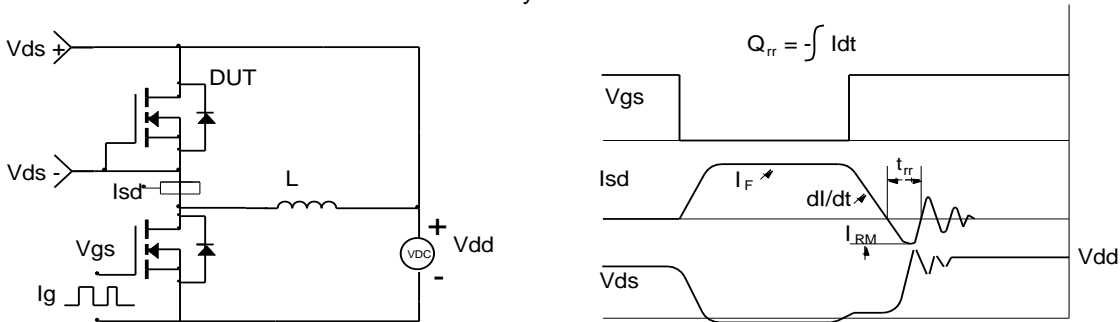 Vds +
DUT
Vds -
Isd
L
Vgs
+
VDC
Vdd
-
Ig
Qrr = -∫ Idt
Vgs
Isd
IF
dI/dt
trr
IRM
Vds
Vdd